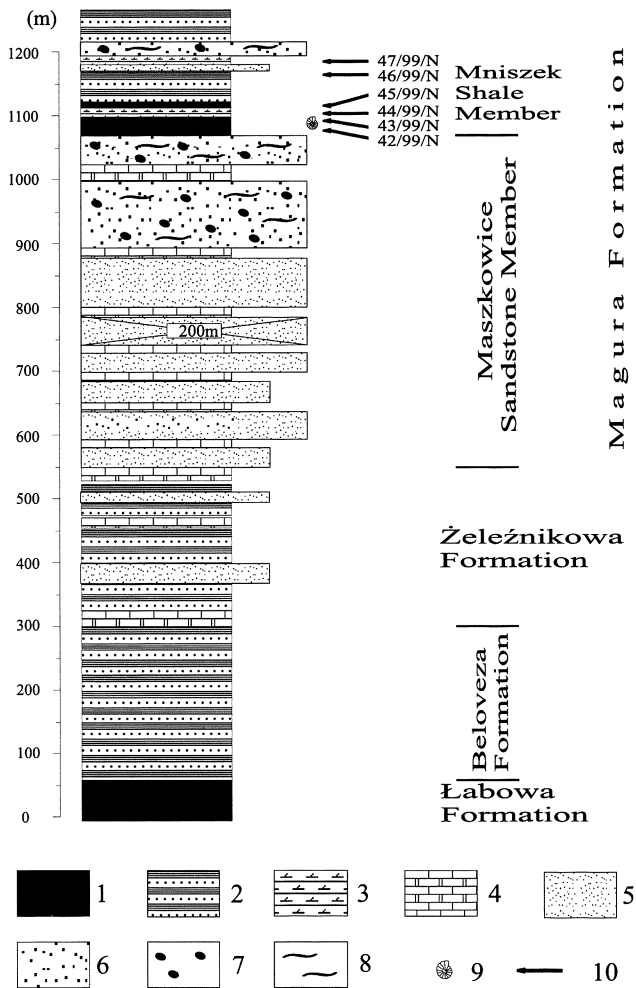 (m)
1200
1100
1000
900
800
700
600
500
400
300
200
100
0
200m
47/99/N
46/99/N
45/99/N
44/99/N
43/99/N
42/99/N
Mniszek
Shale
Member
Maszkowice
Sandstone Member
Magura Formation
Żeleźnikowa
Formation
Beloveza
Formation
Łabowa
Formation
1
2
3
4
5
6
7
8
9
10